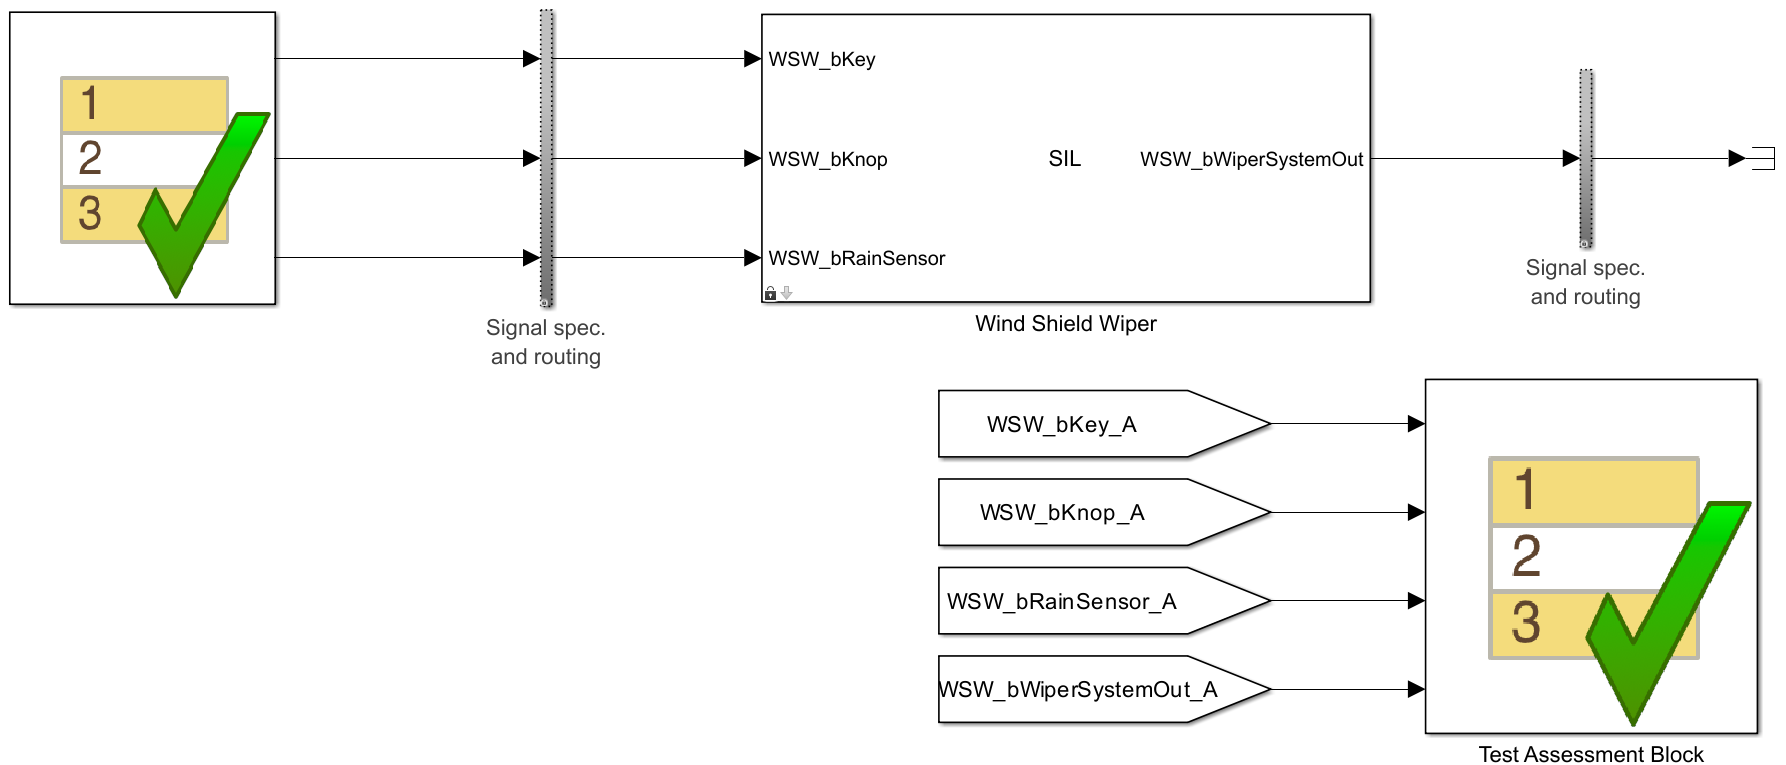 1
2
3
Signal spec.
and routing
WSW_bKey
WSW_bKnop
WSW_bRainSensor
SIL
WSW_bWiperSystemOut
Wind Shield Wiper
Signal spec.
and routing
WSW_bKey_A
WSW_bKnop_A
WSW_bRainSensor_A
WSW_bWiperSystemOut_A
1
2
3
Test Assessment Block